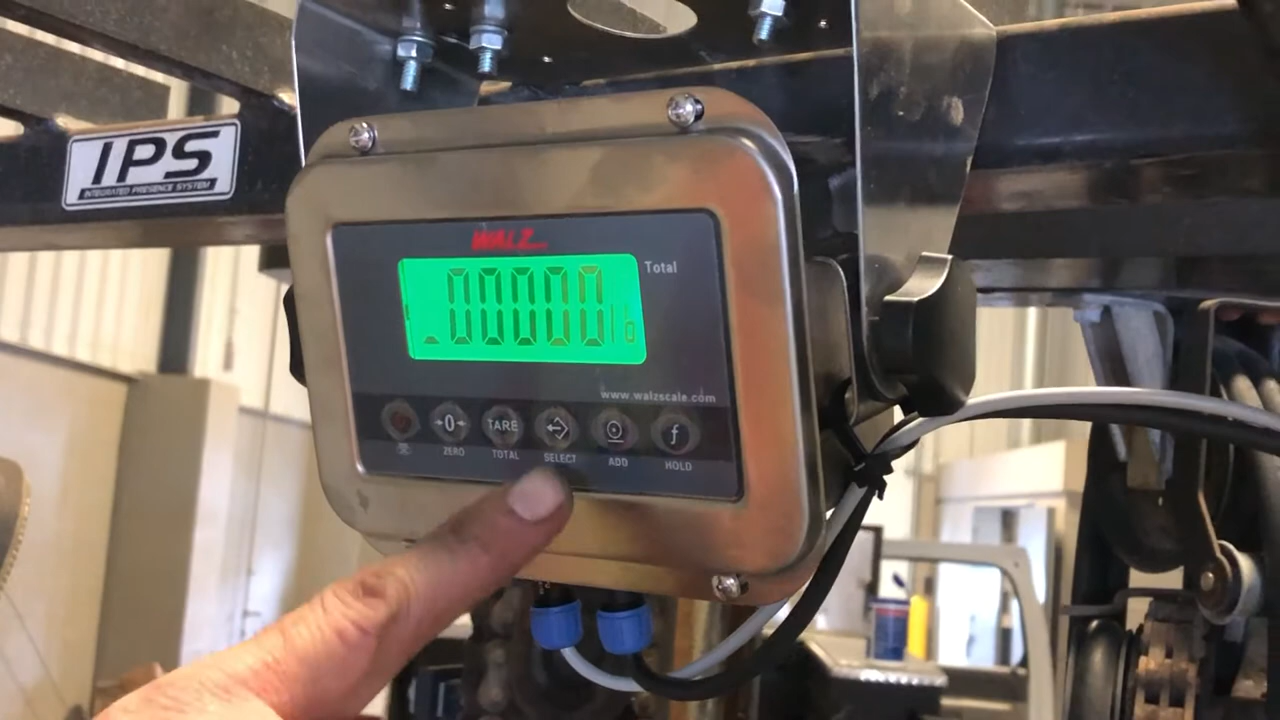 IPS
INTEGRATED PRESENCE SYSTEM
WALZ
Total
00000 lb
www.walzscale.com
→0←
TARE
f
ZERO
TOTAL
SELECT
ADD
HOLD